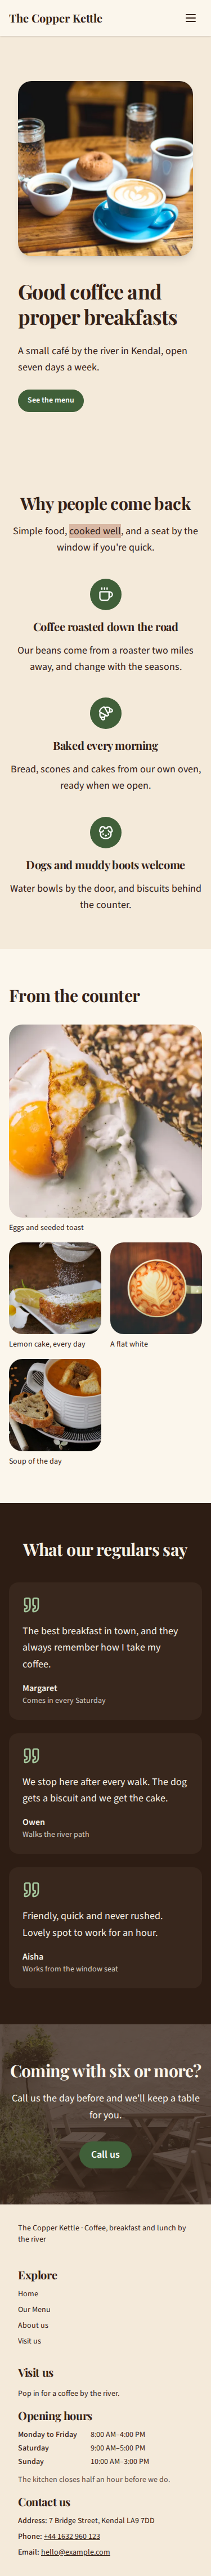 The Copper Kettle
Good coffee and
proper breakfasts
A small café by the river in Kendal, open
seven days a week.
See the menu
Why people come back
Simple food, cooked well, and a seat by the
window if you're quick.
Coffee roasted down the road
Our beans come from a roaster two miles
away, and change with the seasons.
Baked every morning
Bread, scones and cakes from our own oven,
ready when we open.
Dogs and muddy boots welcome
Water bowls by the door, and biscuits behind
the counter.
From the counter
Eggs and seeded toast
Lemon cake, every day
A flat white
Soup of the day
What our regulars say
The best breakfast in town, and they
always remember how I take my
coffee.
Margaret
Comes in every Saturday
We stop here after every walk. The dog
gets a biscuit and we get the cake.
Owen
Walks the river path
Friendly, quick and never rushed.
Lovely spot to work for an hour.
Aisha
Works from the window seat
Coming with six or more?
Call us the day before and we'll keep a table
for you.
Call us
The Copper Kettle · Coffee, breakfast and lunch by
the river
Explore
Home
Our Menu
About us
Visit us
Visit us
Pop in for a coffee by the river.
Opening hours
Monday to Friday 8:00 AM–4:00 PM
Saturday 9:00 AM–5:00 PM
Sunday 10:00 AM–3:00 PM
The kitchen closes half an hour before we do.
Contact us
Address: 7 Bridge Street, Kendal LA9 7DD
Phone: +44 1632 960 123
Email: hello@example.com